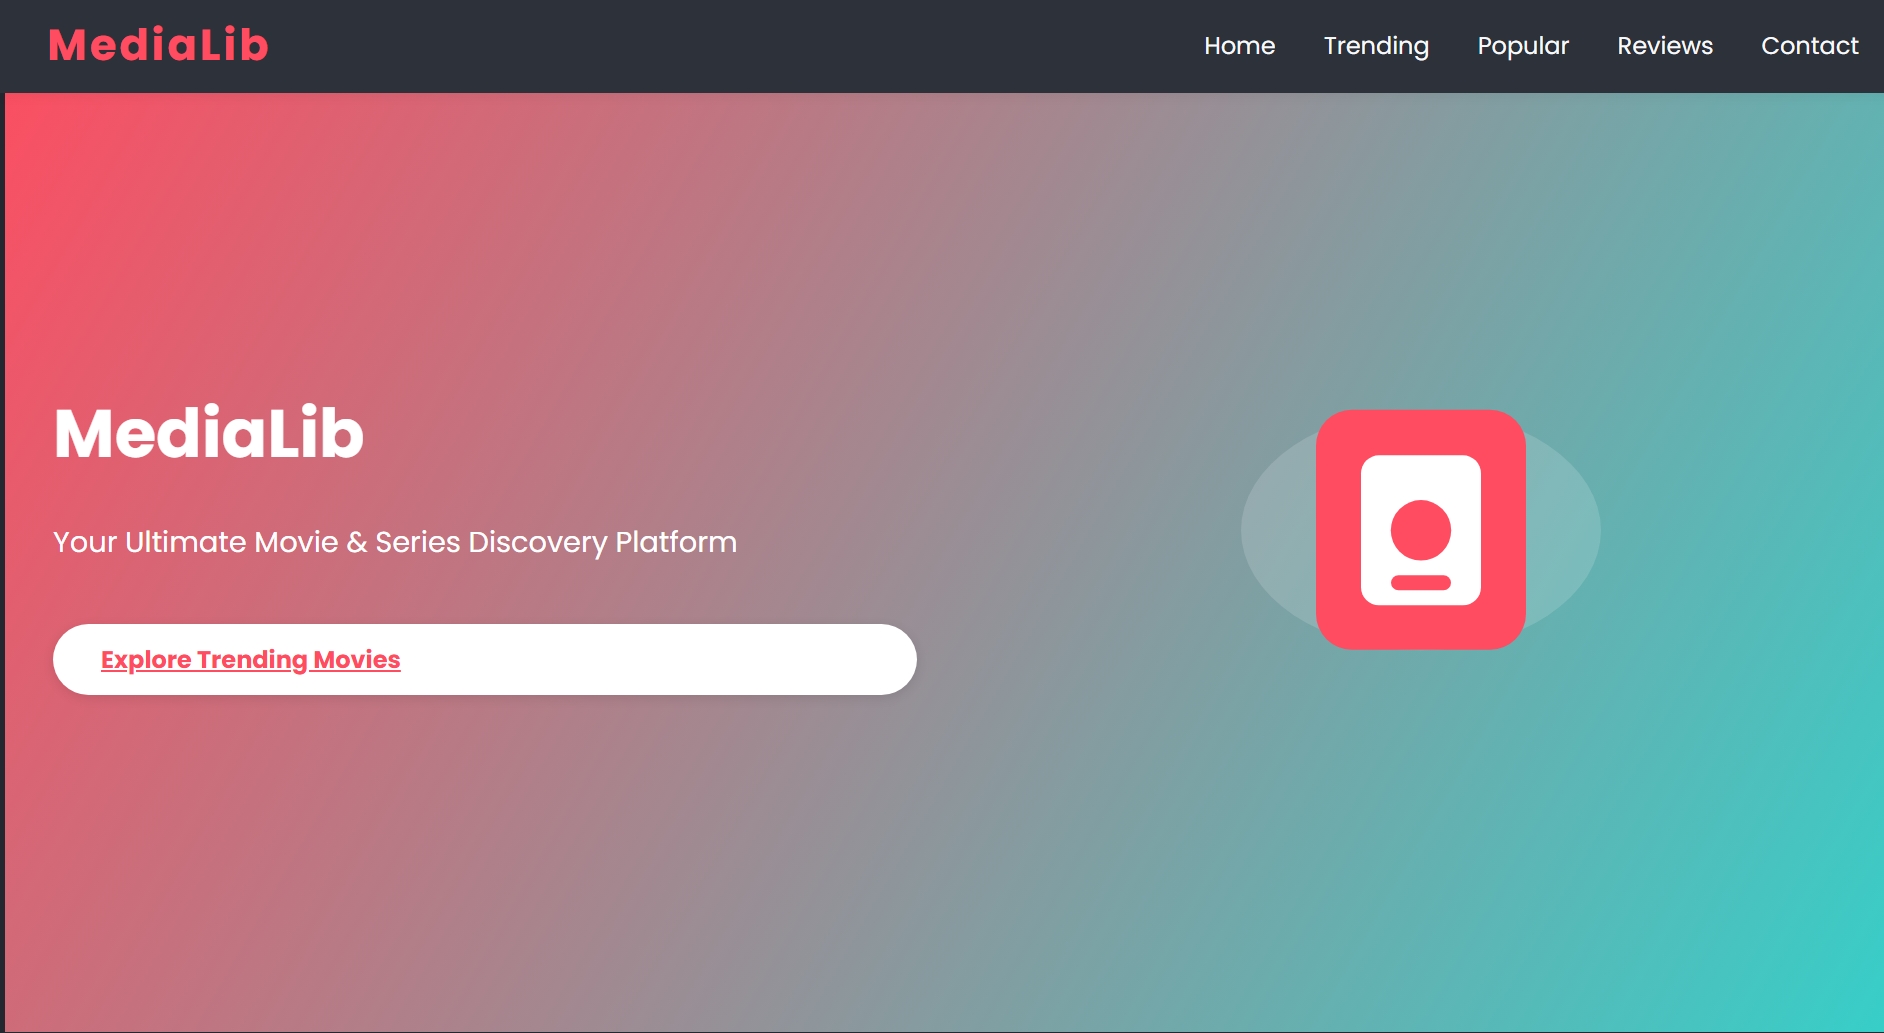 MediaLib
Home Trending Popular Reviews Contact
MediaLib
Your Ultimate Movie & Series Discovery Platform
Explore Trending Movies